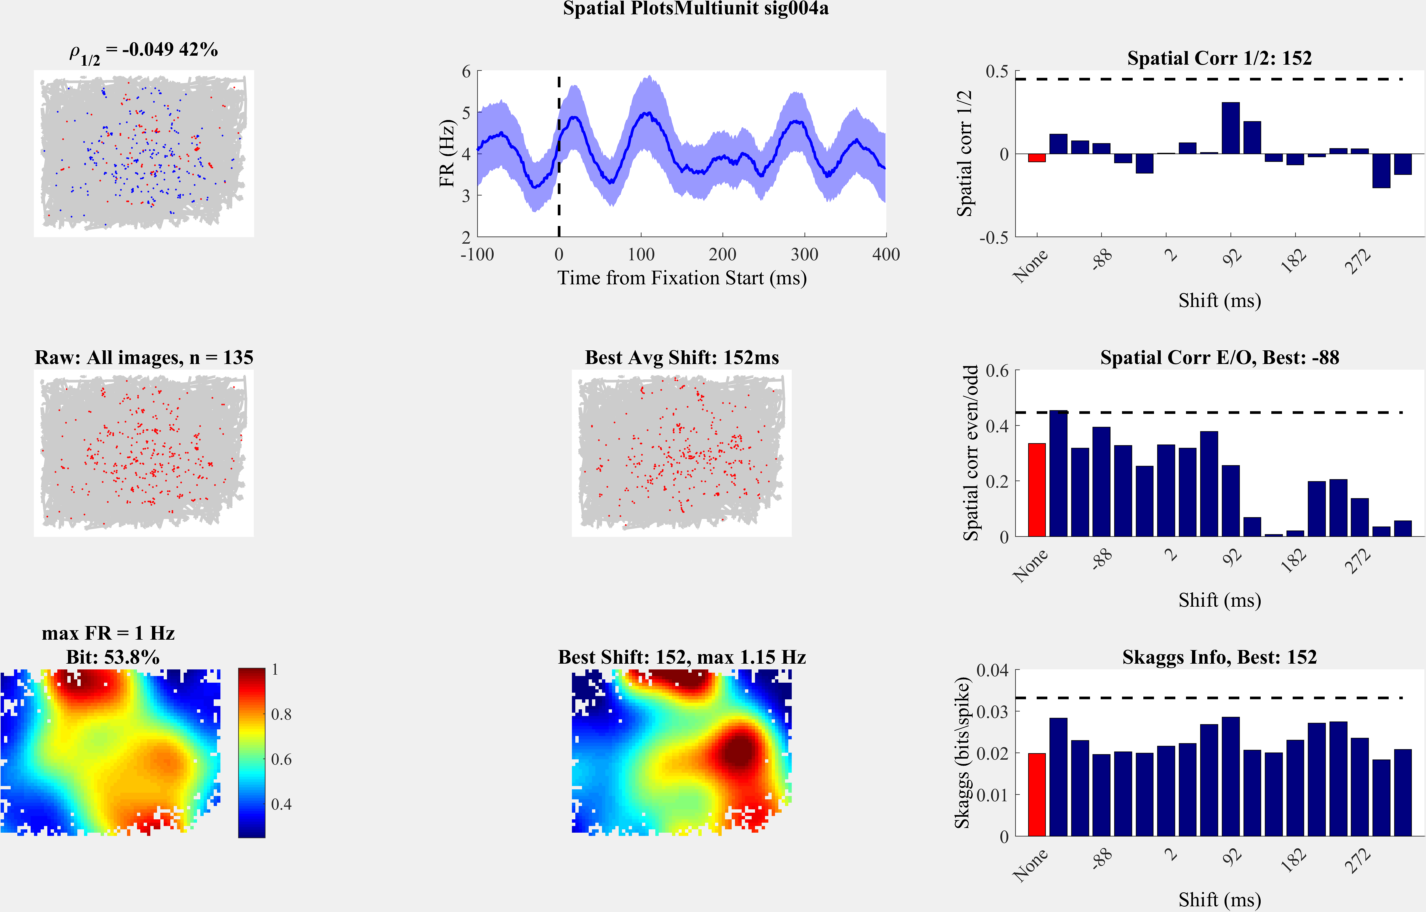 Spatial PlotsMultiunit sig004a
ρ1/2 = -0.049 42%
6
5
4
3
2
FR (Hz)
-100
0
100
200
300
400
Time from Fixation Start (ms)
Spatial Corr 1/2: 152
0.5
0
-0.5
Spatial corr 1/2
None
-88
2
92
182
272
Shift (ms)
Raw: All images, n = 135
Best Avg Shift: 152ms
Spatial Corr E/O, Best: -88
0.6
0.4
0.2
0
Spatial corr even/odd
None
-88
2
92
182
272
Shift (ms)
max FR = 1 Hz
Bit: 53.8%
1
0.8
0.6
0.4
Best Shift: 152, max 1.15 Hz
Skaggs Info, Best: 152
0.04
0.03
0.02
0.01
0
Skaggs (bits\spike)
None
-88
2
92
182
272
Shift (ms)